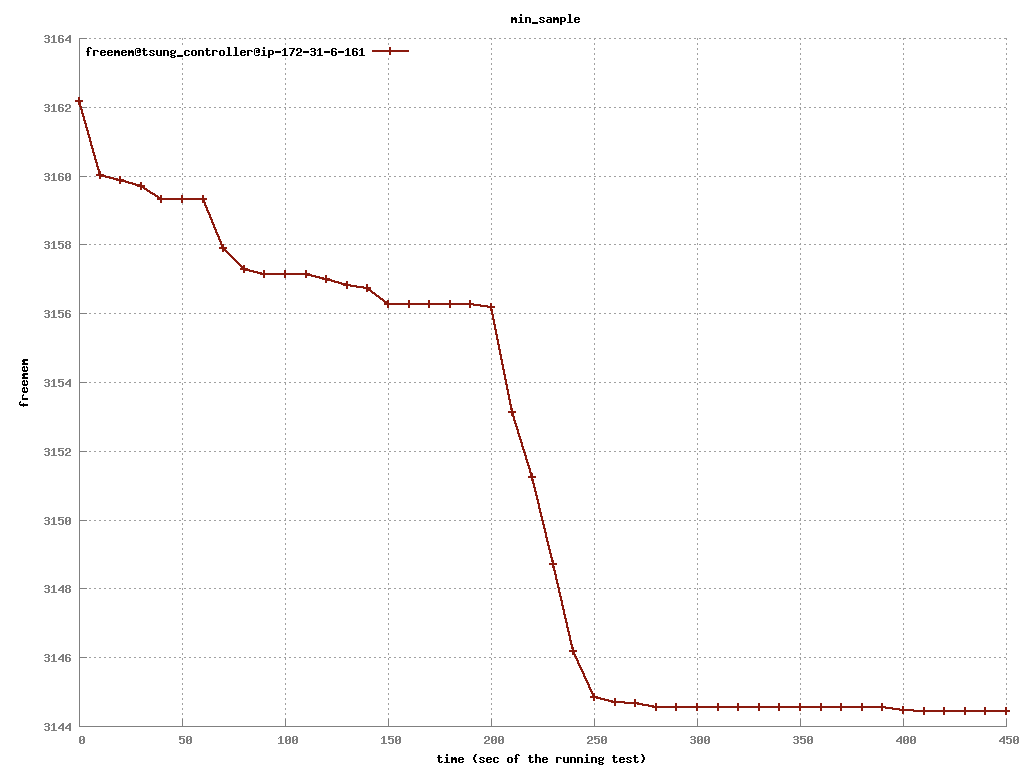 min_sample
freemem@tsung_controller@ip-172-31-6-161
3164
3162
3160
3158
3156
3154
3152
3150
3148
3146
3144
freemem
0 50 100 150 200 250 300 350 400 450
time (sec of the running test)